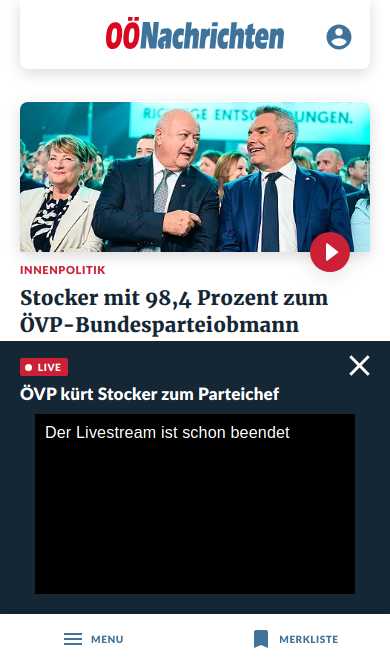 OÖNachrichten
RICHTIGE ENTSCHEIDUNGEN.
INNENPOLITIK
Stocker mit 98,4 Prozent zum
ÖVP-Bundesparteiobmann
LIVE
ÖVP kürt Stocker zum Parteichef
Der Livestream ist schon beendet
MENU
MERKLISTE